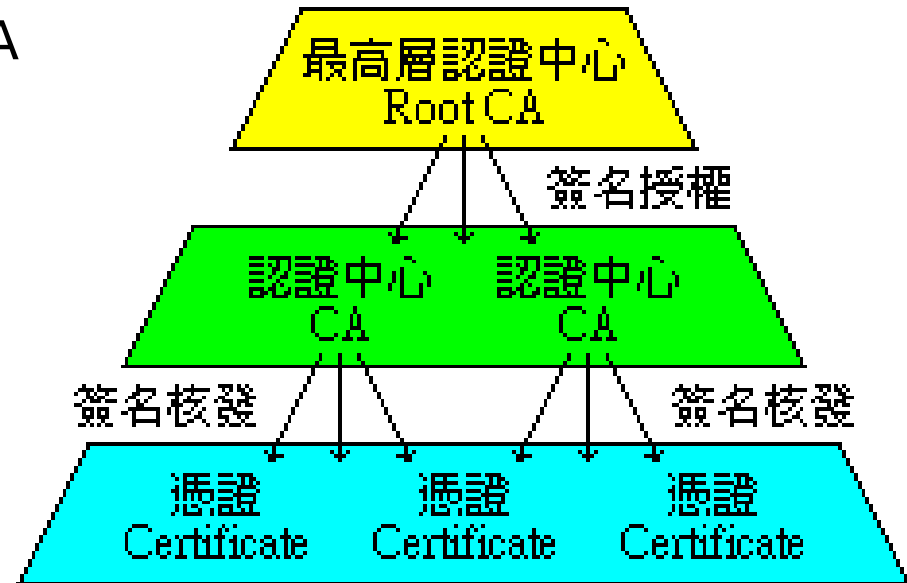 A
最高層認證中心
Root CA
簽名授權
認證中心 認證中心
CA CA
簽名核發 簽名核發
憑證 憑證 憑證
Certificate Certificate Certificate